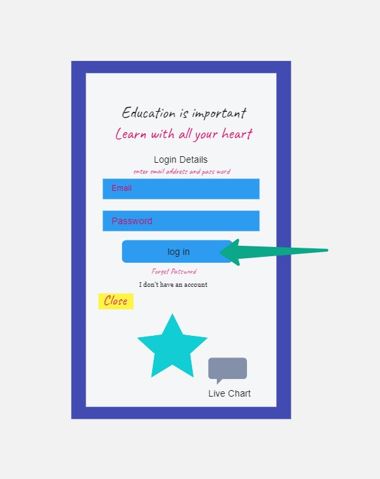 Education is important
Learn with all your heart
Login Details
enter email address and pass word
Email
Password
log in
Forget Password
I don't have an account
Close
Live Chart